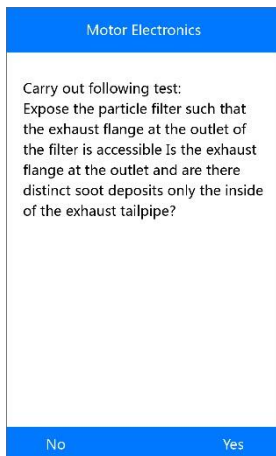 Motor Electronics
Carry out following test:
Expose the particle filter such that
the exhaust flange at the outlet of
the filter is accessible Is the exhaust
flange at the outlet and are there
distinct soot deposits only the inside
of the exhaust tailpipe?
No Yes